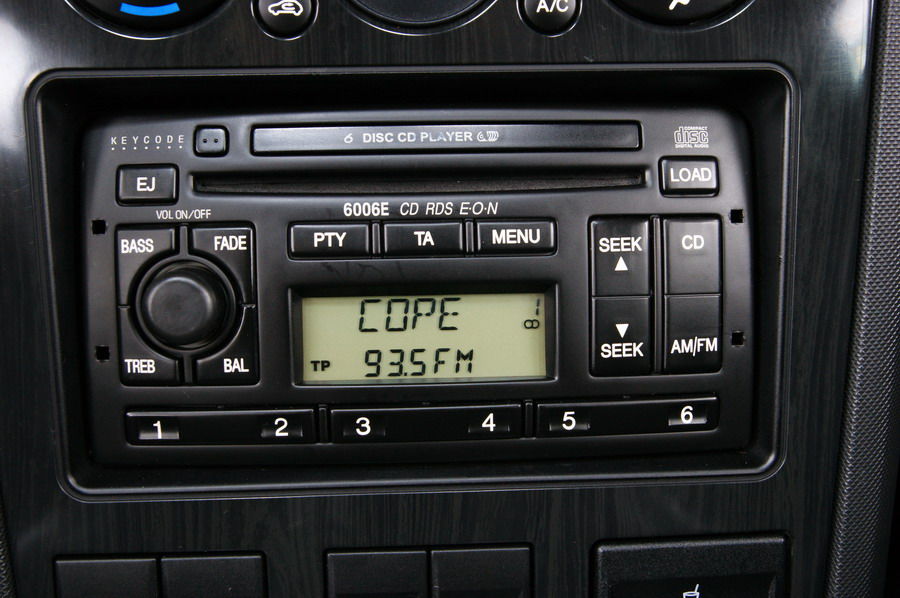 A/C
KEYCODE
6 DISC CD PLAYER
COMPACT
disc
DIGITAL AUDIO
EJ
LOAD
VOL ON/OFF
6006E CD RDS E·O·N
BASS
FADE
PTY
TA
MENU
SEEK
CD
COPE 1
TP 93.5FM
SEEK
AM/FM
TREB
BAL
1 2 3 4 5 6